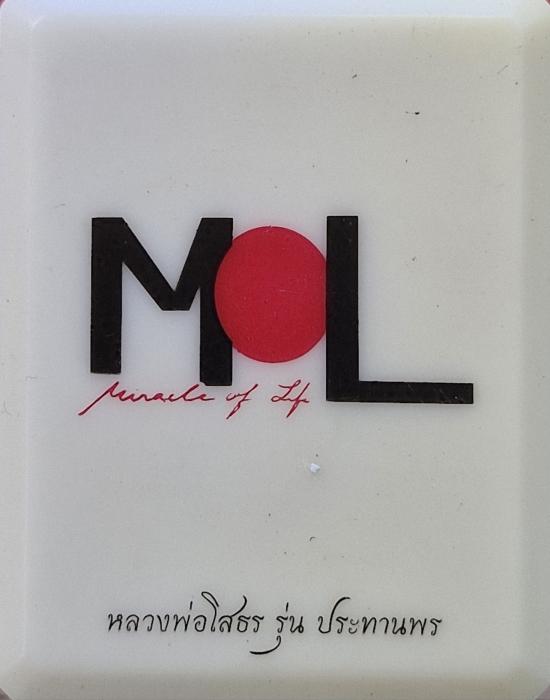 MOL
Miracle of Life
หลวงพ่อโสธร รุ่น ประทานพร